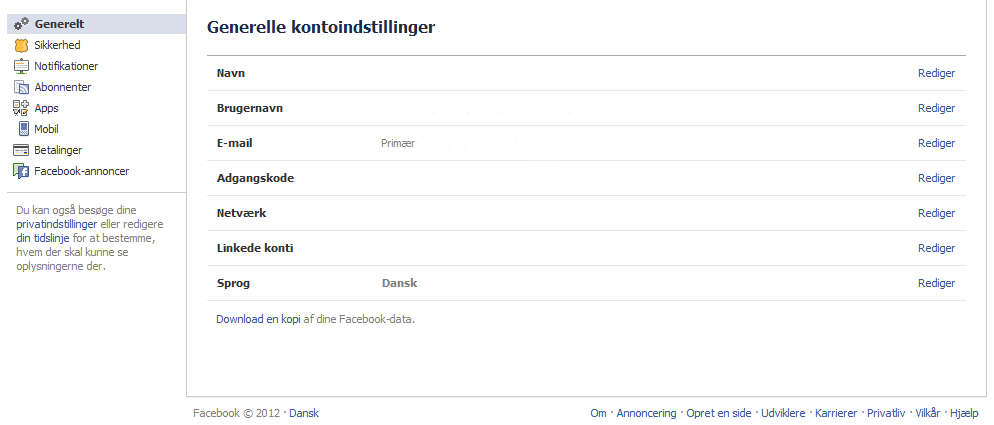 Generelt
Sikkerhed
Notifikationer
Abonnenter
Apps
Mobil
Betalinger
Facebook-annoncer
Du kan også besøge dine
privatindstillinger eller redigere
din tidslinje for at bestemme,
hvem der skal kunne se
oplysningerne der.
Generelle kontoindstillinger
Navn Rediger
Brugernavn Rediger
E-mail Primær Rediger
Adgangskode Rediger
Netværk Rediger
Linkede konti Rediger
Sprog Dansk Rediger
Download en kopi af dine Facebook-data.
Facebook © 2012 · Dansk
Om · Annoncering · Opret en side · Udviklere · Karrierer · Privatliv · Vilkår · Hjælp